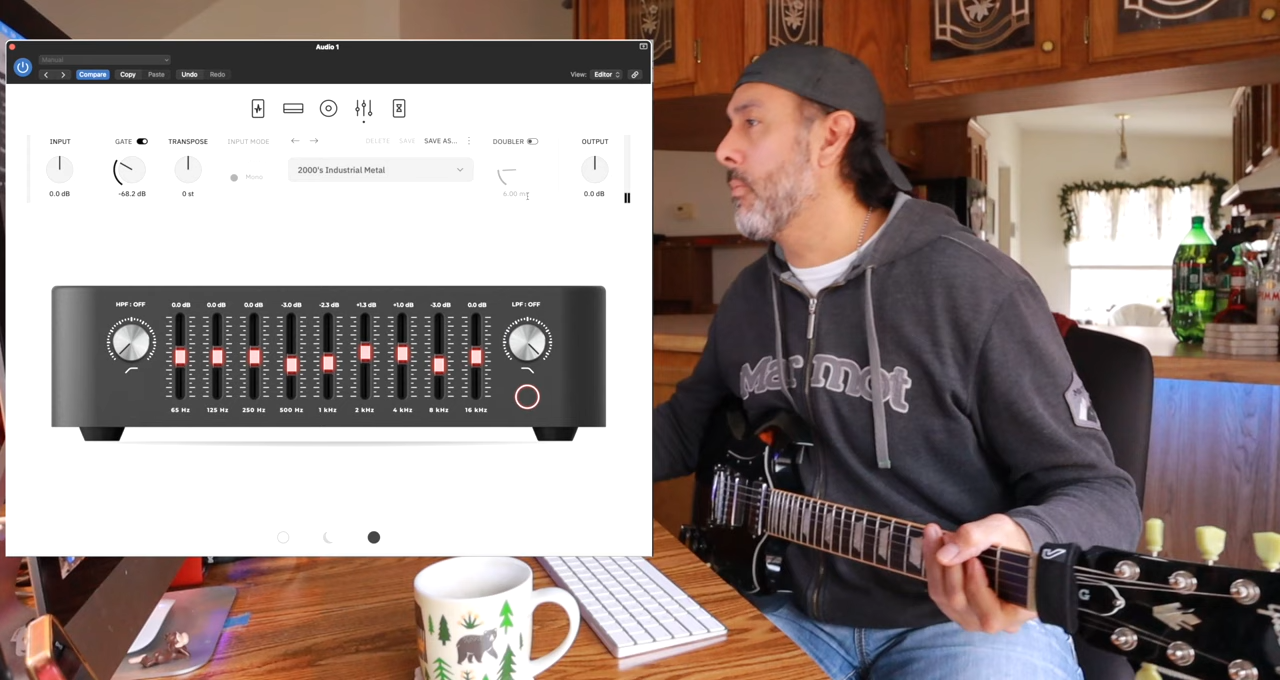 Audio 1
Manual
Compare Copy Paste Undo Redo View: Editor
INPUT GATE TRANSPOSE INPUT MODE DELETE SAVE SAVE AS... DOUBLER OUTPUT
Mono 2000's Industrial Metal
0.0 dB -68.2 dB 0 st 6.00 ms 0.0 dB
HPF : OFF 0.0 dB 0.0 dB 0.0 dB -3.0 dB -2.3 dB +1.3 dB +1.0 dB -3.0 dB 0.0 dB LPF : OFF
65 Hz 125 Hz 250 Hz 500 Hz 1 kHz 2 kHz 4 kHz 8 kHz 16 kHz
Marmot
G